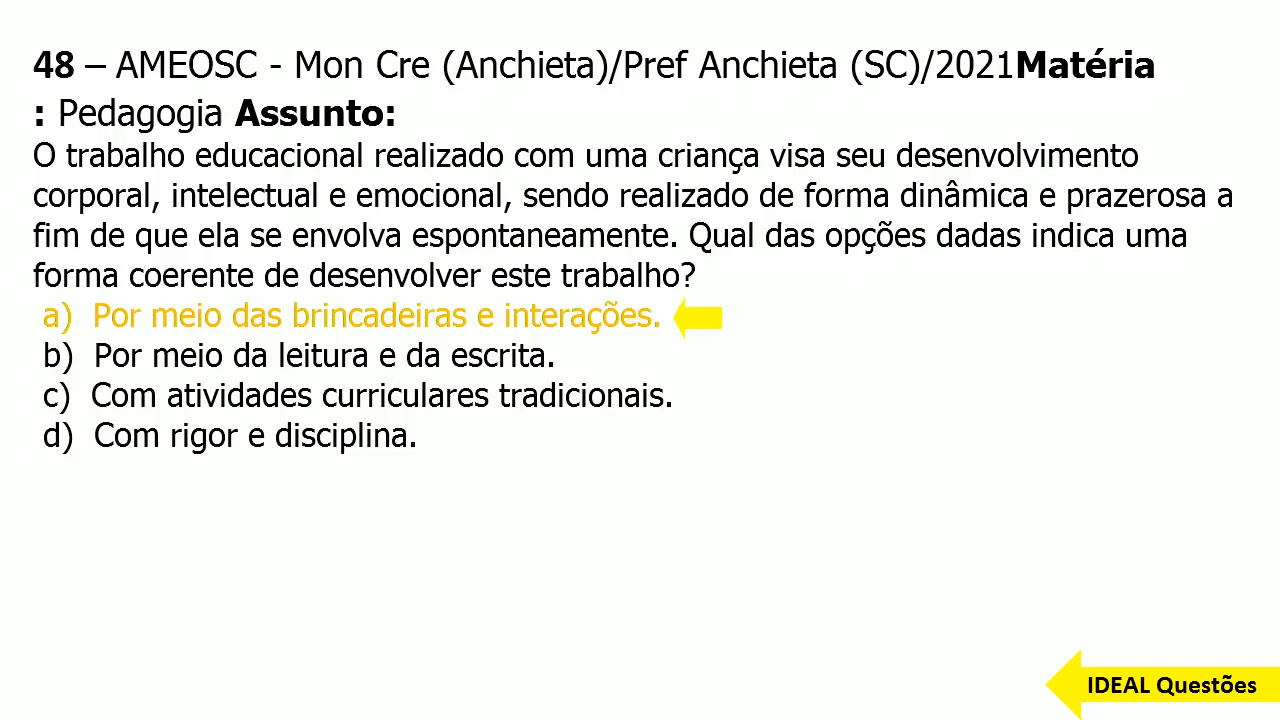 48 – AMEOSC - Mon Cre (Anchieta)/Pref Anchieta (SC)/2021Matéria
: Pedagogia Assunto:
O trabalho educacional realizado com uma criança visa seu desenvolvimento
corporal, intelectual e emocional, sendo realizado de forma dinâmica e prazerosa a
fim de que ela se envolva espontaneamente. Qual das opções dadas indica uma
forma coerente de desenvolver este trabalho?
a) Por meio das brincadeiras e interações.
b) Por meio da leitura e da escrita.
c) Com atividades curriculares tradicionais.
d) Com rigor e disciplina.
IDEAL Questões